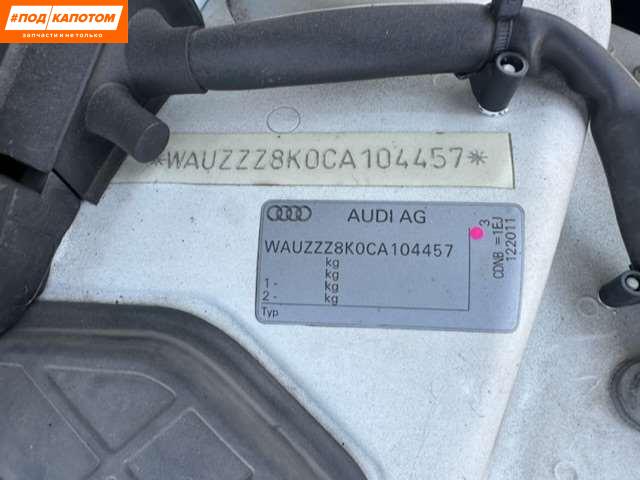 #ПОД КАПОТОМ
запчасти и не только
*WAUZZZ8K0CA104457*
AUDI AG
WAUZZZ8K0CA104457
kg
kg
1 - kg
2 - kg
Typ
3
CDNB =1EJ
122011